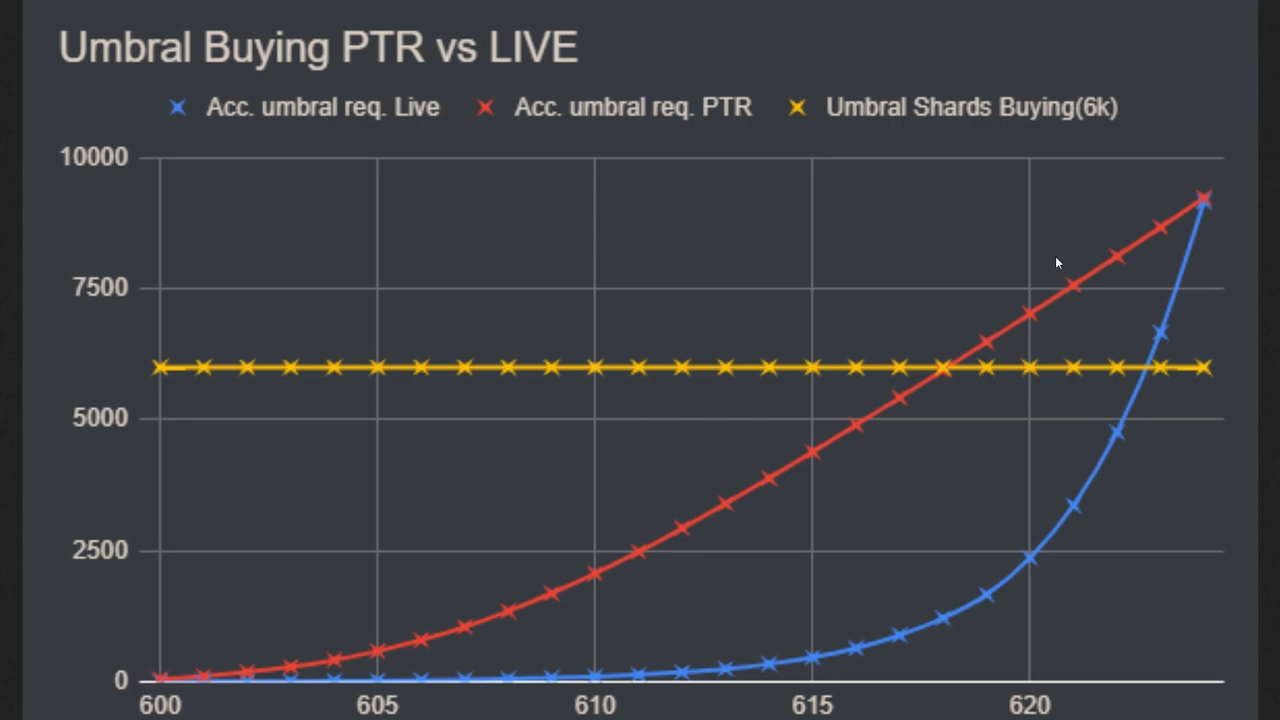 Umbral Buying PTR vs LIVE
Acc. umbral req. Live Acc. umbral req. PTR Umbral Shards Buying(6k)
10000
7500
5000
2500
0
600 605 610 615 620